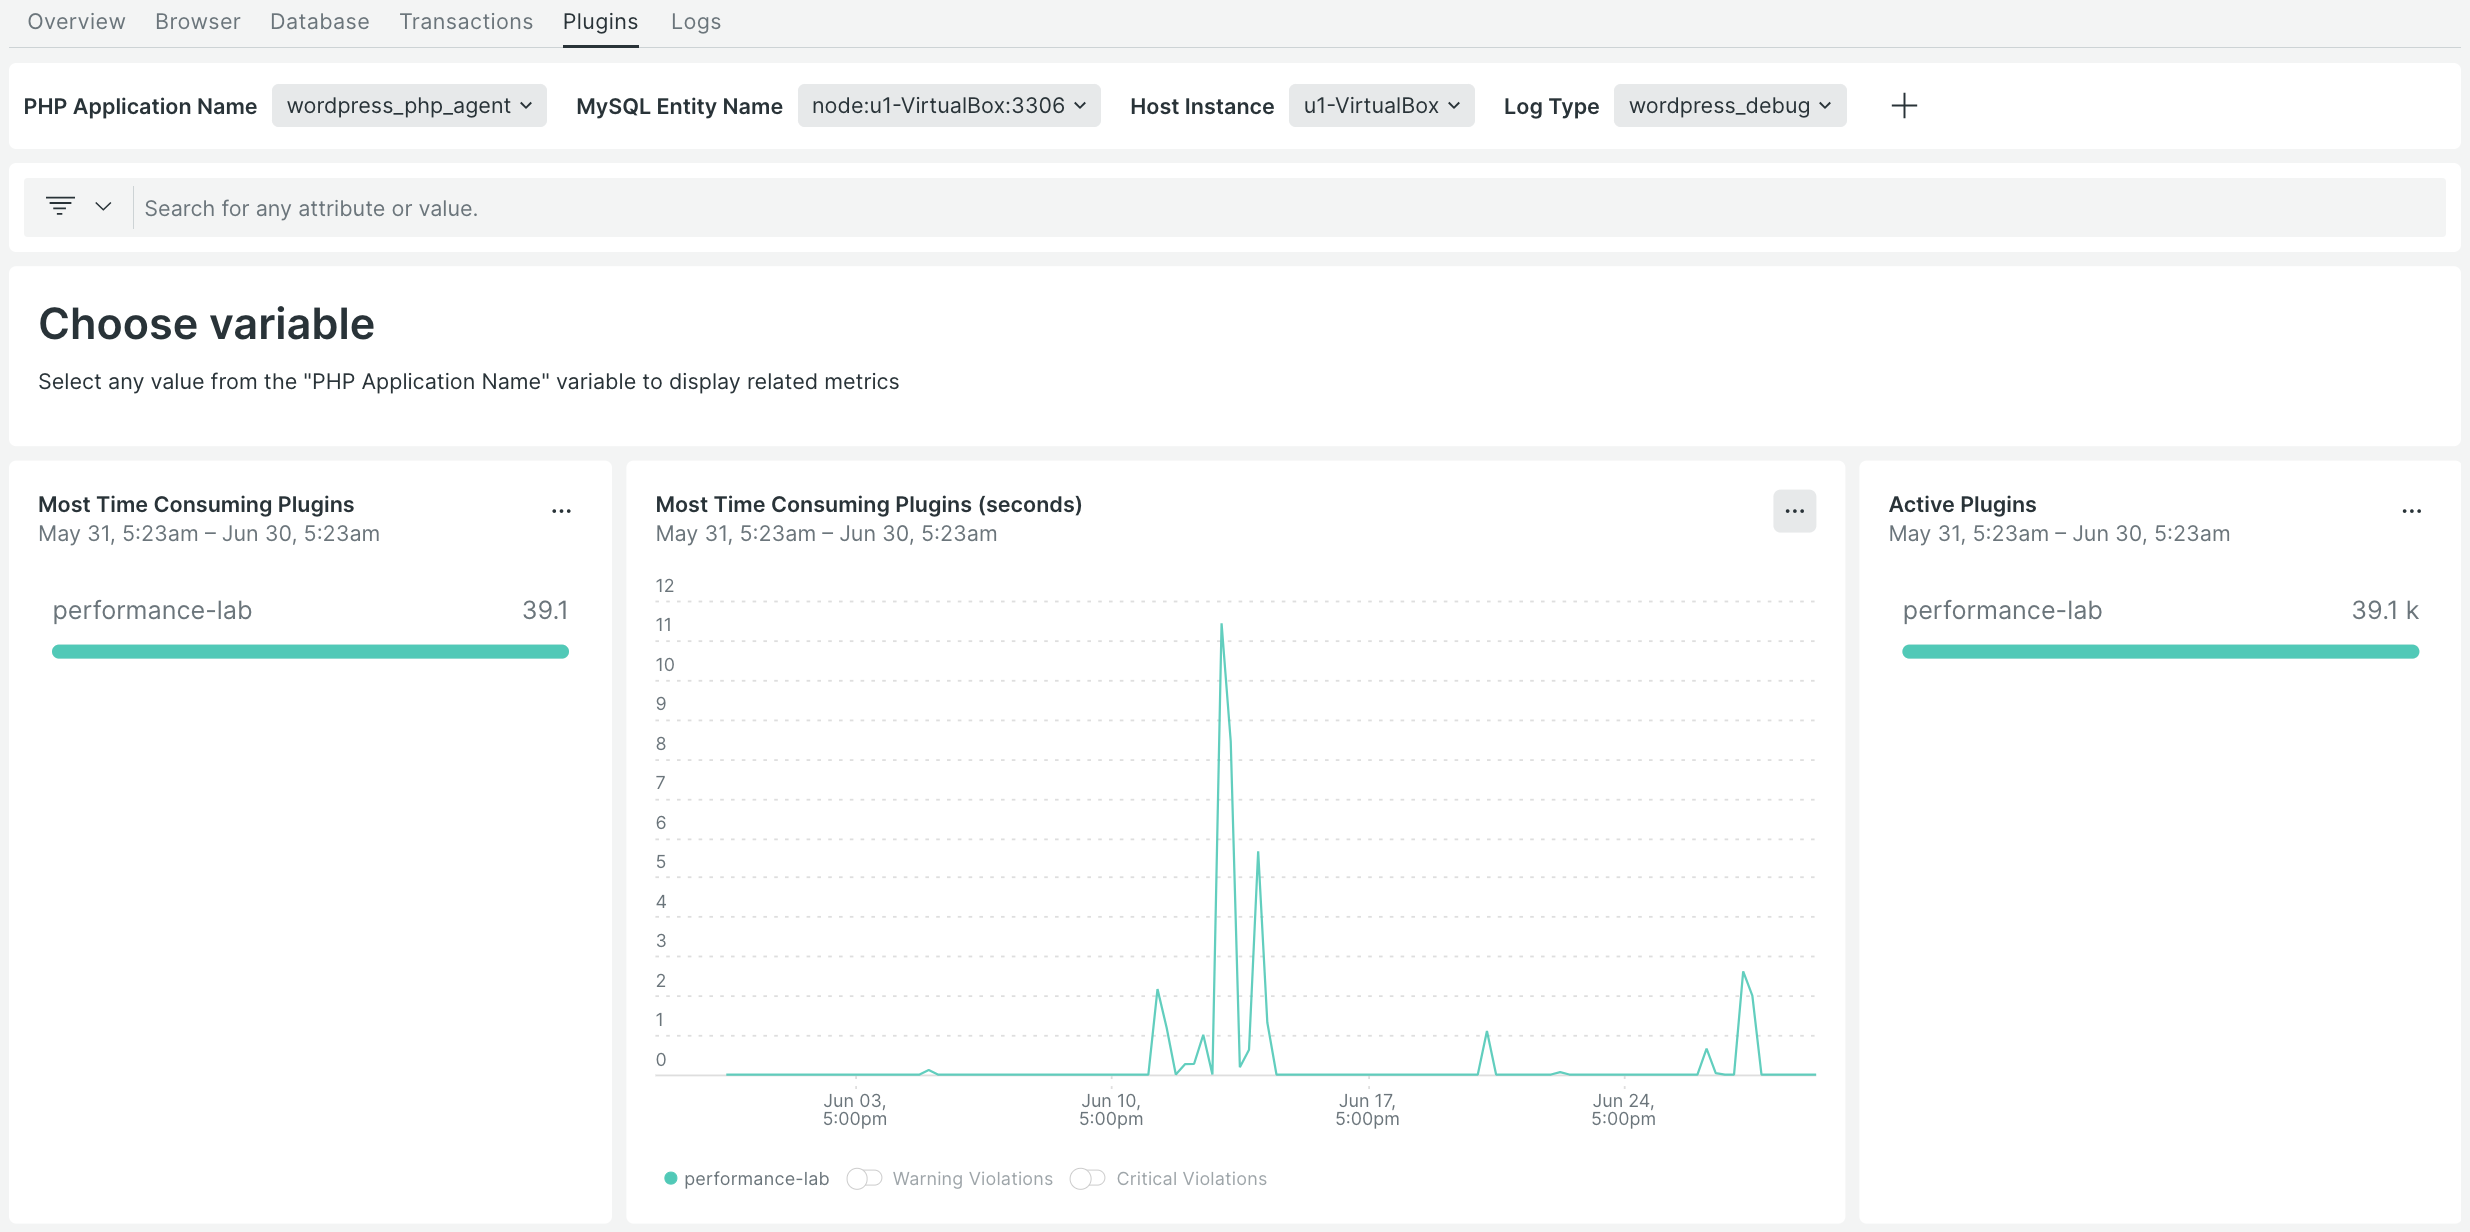 Overview Browser Database Transactions Plugins Logs
PHP Application Name wordpress_php_agent MySQL Entity Name node:u1-VirtualBox:3306 Host Instance u1-VirtualBox Log Type wordpress_debug
Search for any attribute or value.
Choose variable
Select any value from the "PHP Application Name" variable to display related metrics
Most Time Consuming Plugins
May 31, 5:23am – Jun 30, 5:23am
performance-lab 39.1
Most Time Consuming Plugins (seconds)
May 31, 5:23am – Jun 30, 5:23am
12
11
10
9
8
7
6
5
4
3
2
1
0
Jun 03, 5:00pm
Jun 10, 5:00pm
Jun 17, 5:00pm
Jun 24, 5:00pm
performance-lab Warning Violations Critical Violations
Active Plugins
May 31, 5:23am – Jun 30, 5:23am
performance-lab 39.1 k